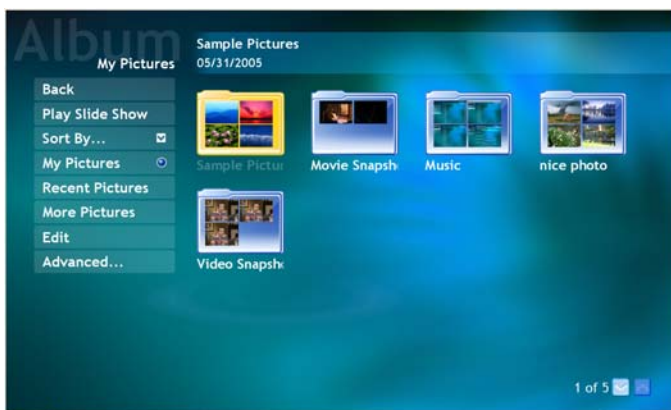 Album
My Pictures
Sample Pictures
05/31/2005
Back
Play Slide Show
Sort By...
My Pictures
Recent Pictures
More Pictures
Edit
Advanced...
Sample Pictu
Movie Snapsh
Music
nice photo
Video Snapsh
1 of 5